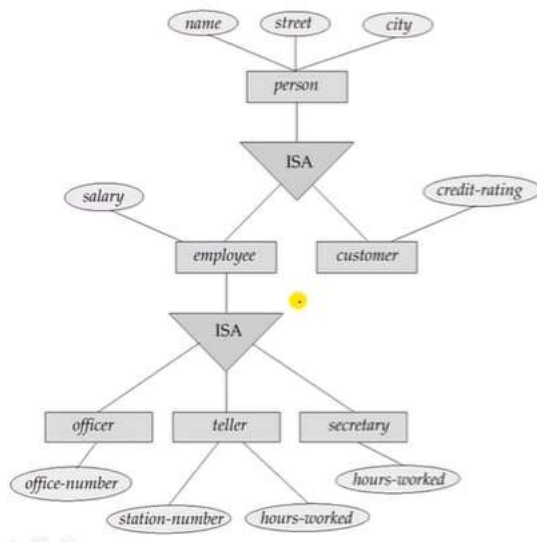 name
street
city
person
ISA
credit-rating
salary
employee
customer
ISA
officer
teller
secretary
office-number
hours-worked
station-number
hours-worked